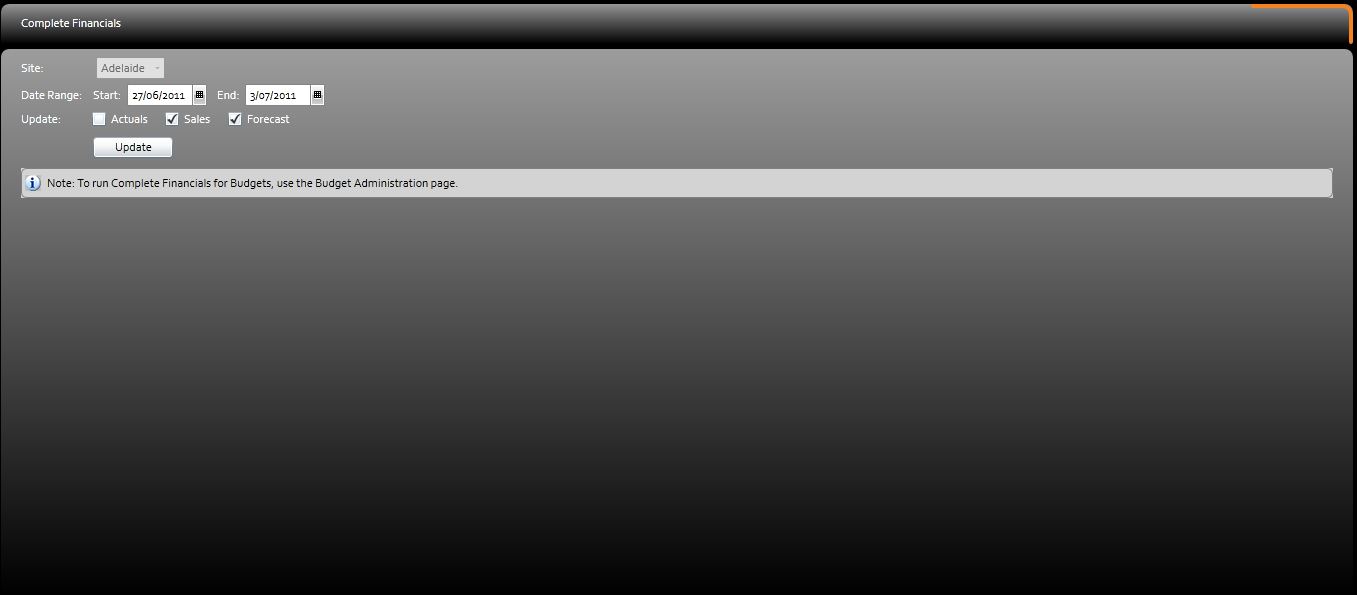 Complete Financials
Site: Adelaide
Date Range: Start: 27/06/2011 End: 3/07/2011
Update: Actuals Sales Forecast
Update
Note: To run Complete Financials for Budgets, use the Budget Administration page.